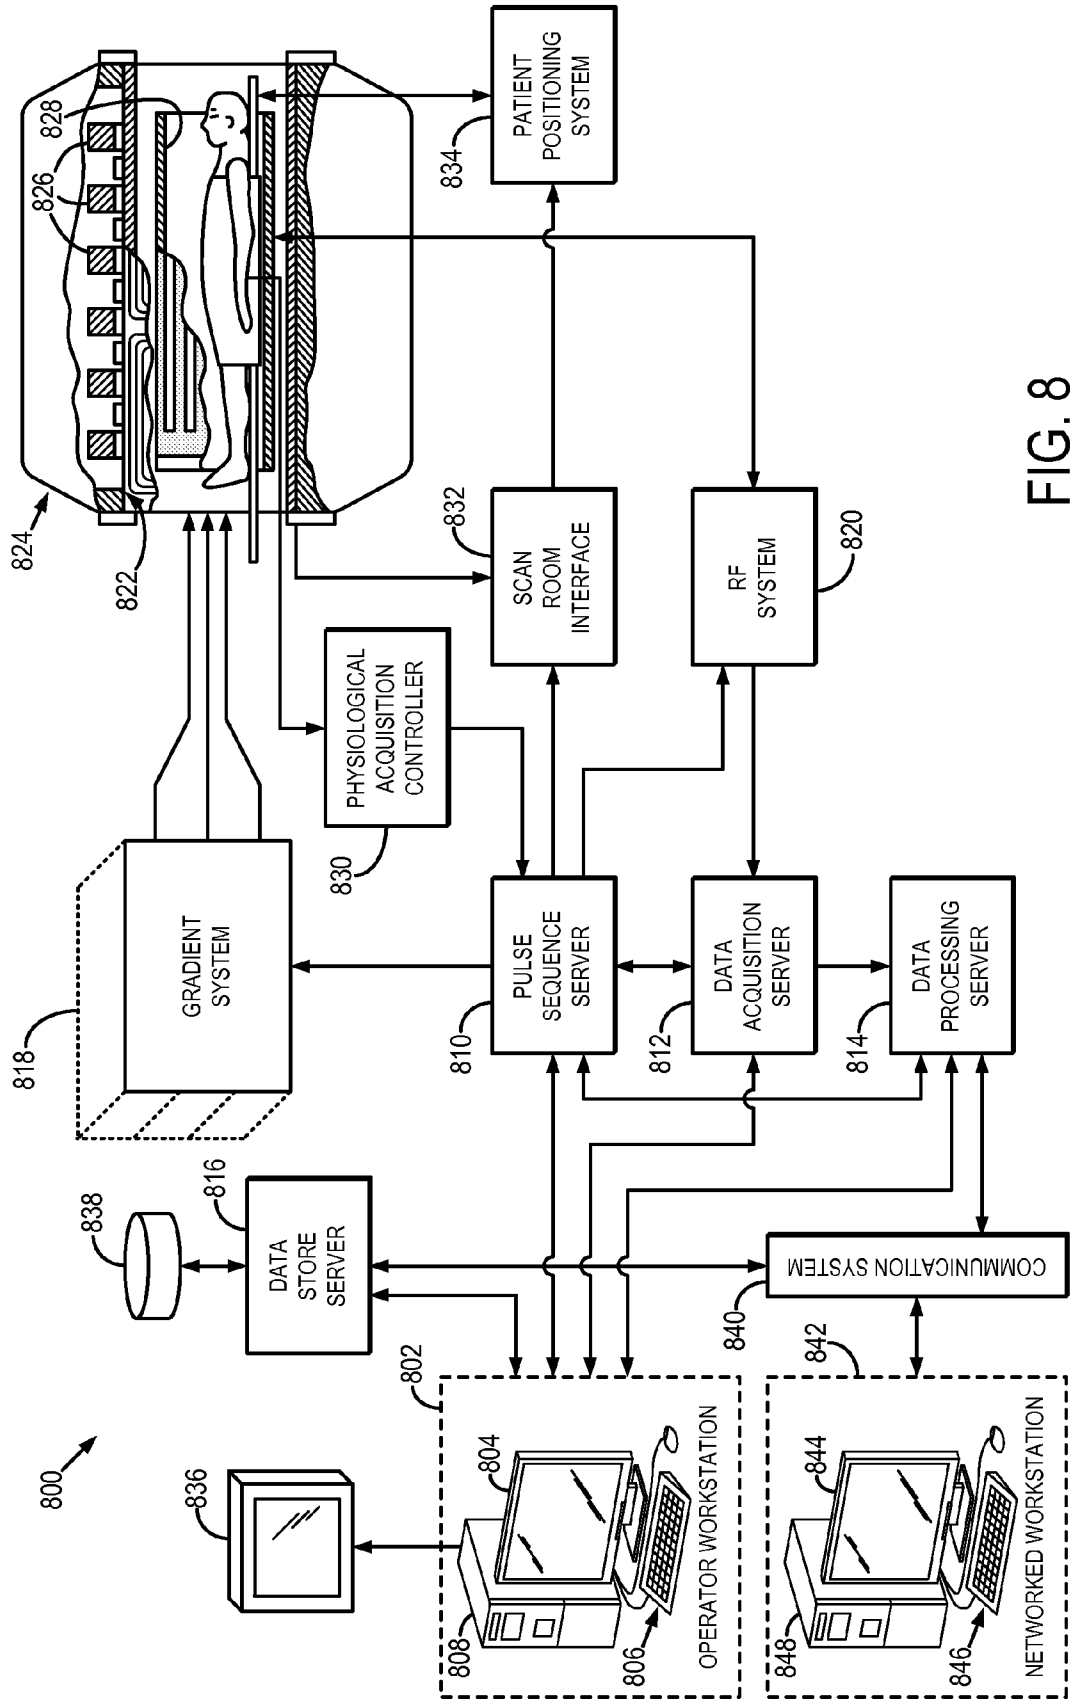 800
836
838
816
DATA
STORE
SERVER
818
GRADIENT
SYSTEM
824
822
826
828
802
804
808
806
OPERATOR WORKSTATION
810
PULSE
SEQUENCE
SERVER
830
PHYSIOLOGICAL
ACQUISITION
CONTROLLER
832
SCAN
ROOM
INTERFACE
834
PATIENT
POSITIONING
SYSTEM
812
DATA
ACQUISITION
SERVER
820
RF
SYSTEM
814
DATA
PROCESSING
SERVER
840
COMMUNICATION SYSTEM
842
844
848
846
NETWORKED WORKSTATION
FIG. 8